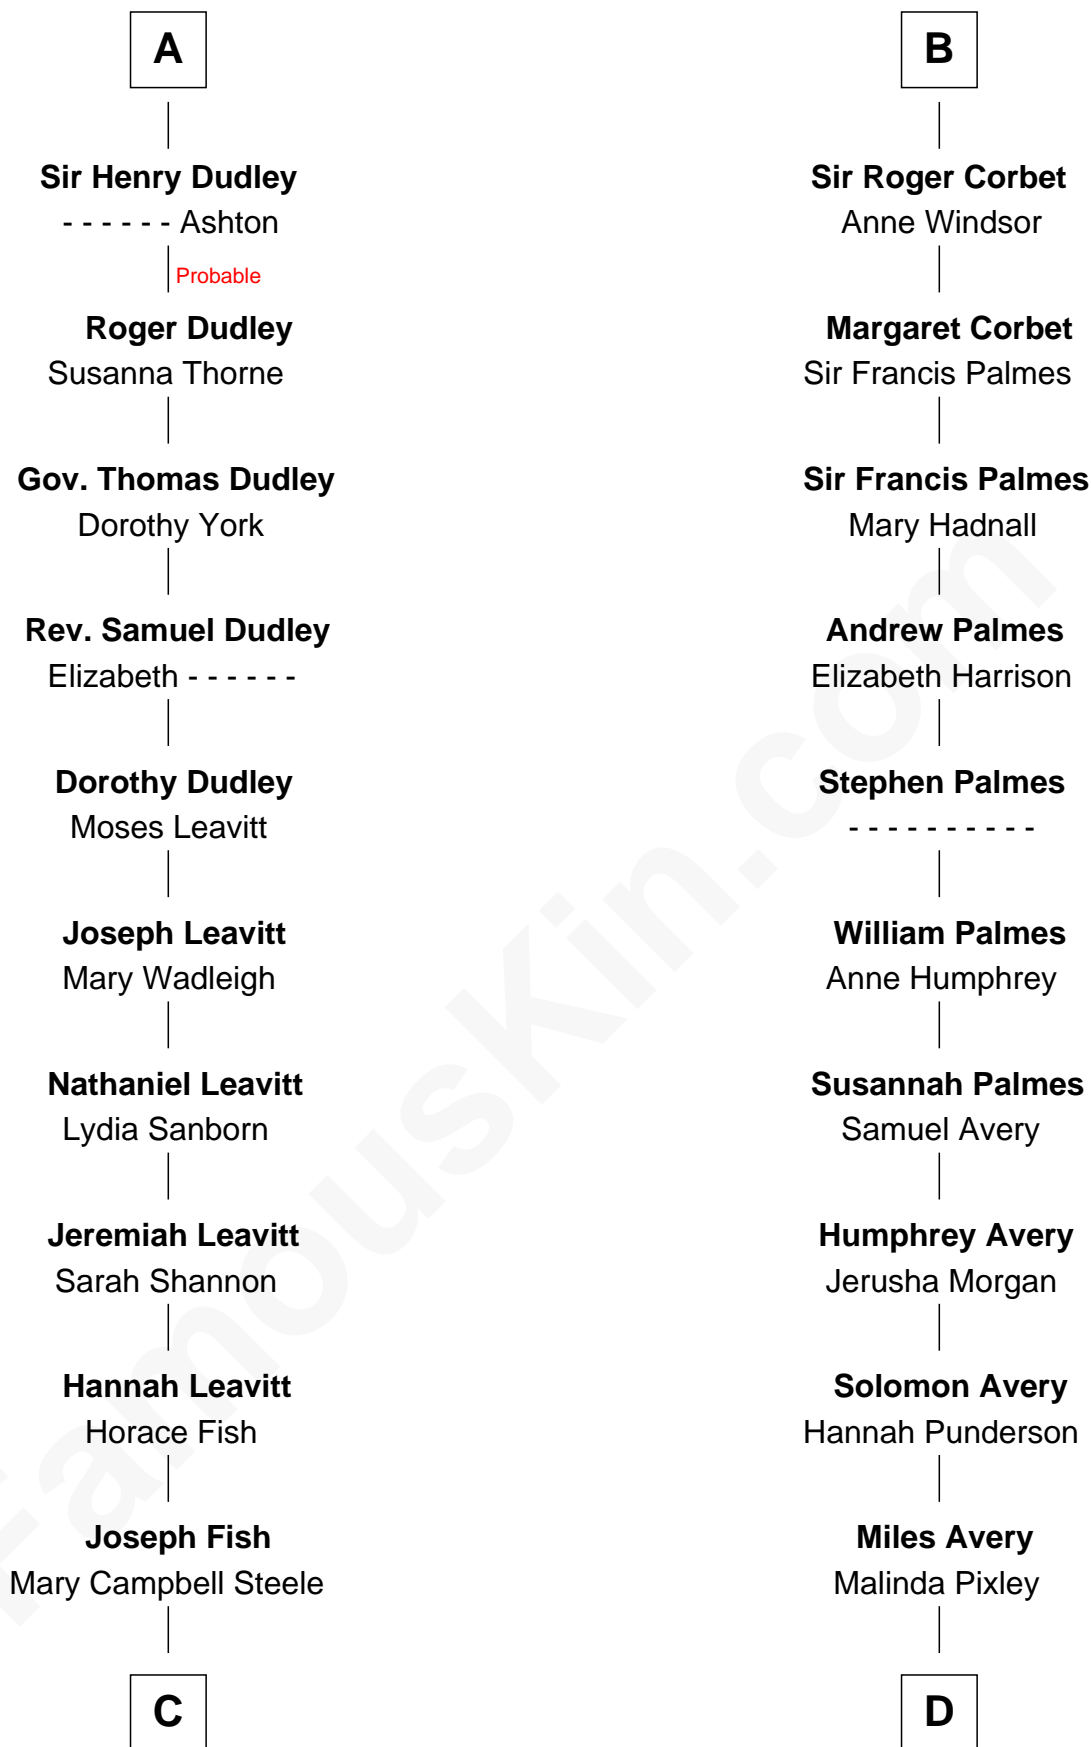 A
Sir Henry Dudley
- - - - - - Ashton
Probable
Roger Dudley
Susanna Thorne
Gov. Thomas Dudley
Dorothy York
Rev. Samuel Dudley
Elizabeth - - - - - -
Dorothy Dudley
Moses Leavitt
Joseph Leavitt
Mary Wadleigh
Nathaniel Leavitt
Lydia Sanborn
Jeremiah Leavitt
Sarah Shannon
Hannah Leavitt
Horace Fish
Joseph Fish
Mary Campbell Steele
C
B
Sir Roger Corbet
Anne Windsor
Margaret Corbet
Sir Francis Palmes
Sir Francis Palmes
Mary Hadnall
Andrew Palmes
Elizabeth Harrison
Stephen Palmes
- - - - - - - - - -
William Palmes
Anne Humphrey
Susannah Palmes
Samuel Avery
Humphrey Avery
Jerusha Morgan
Solomon Avery
Hannah Punderson
Miles Avery
Malinda Pixley
D
FamousKin.com